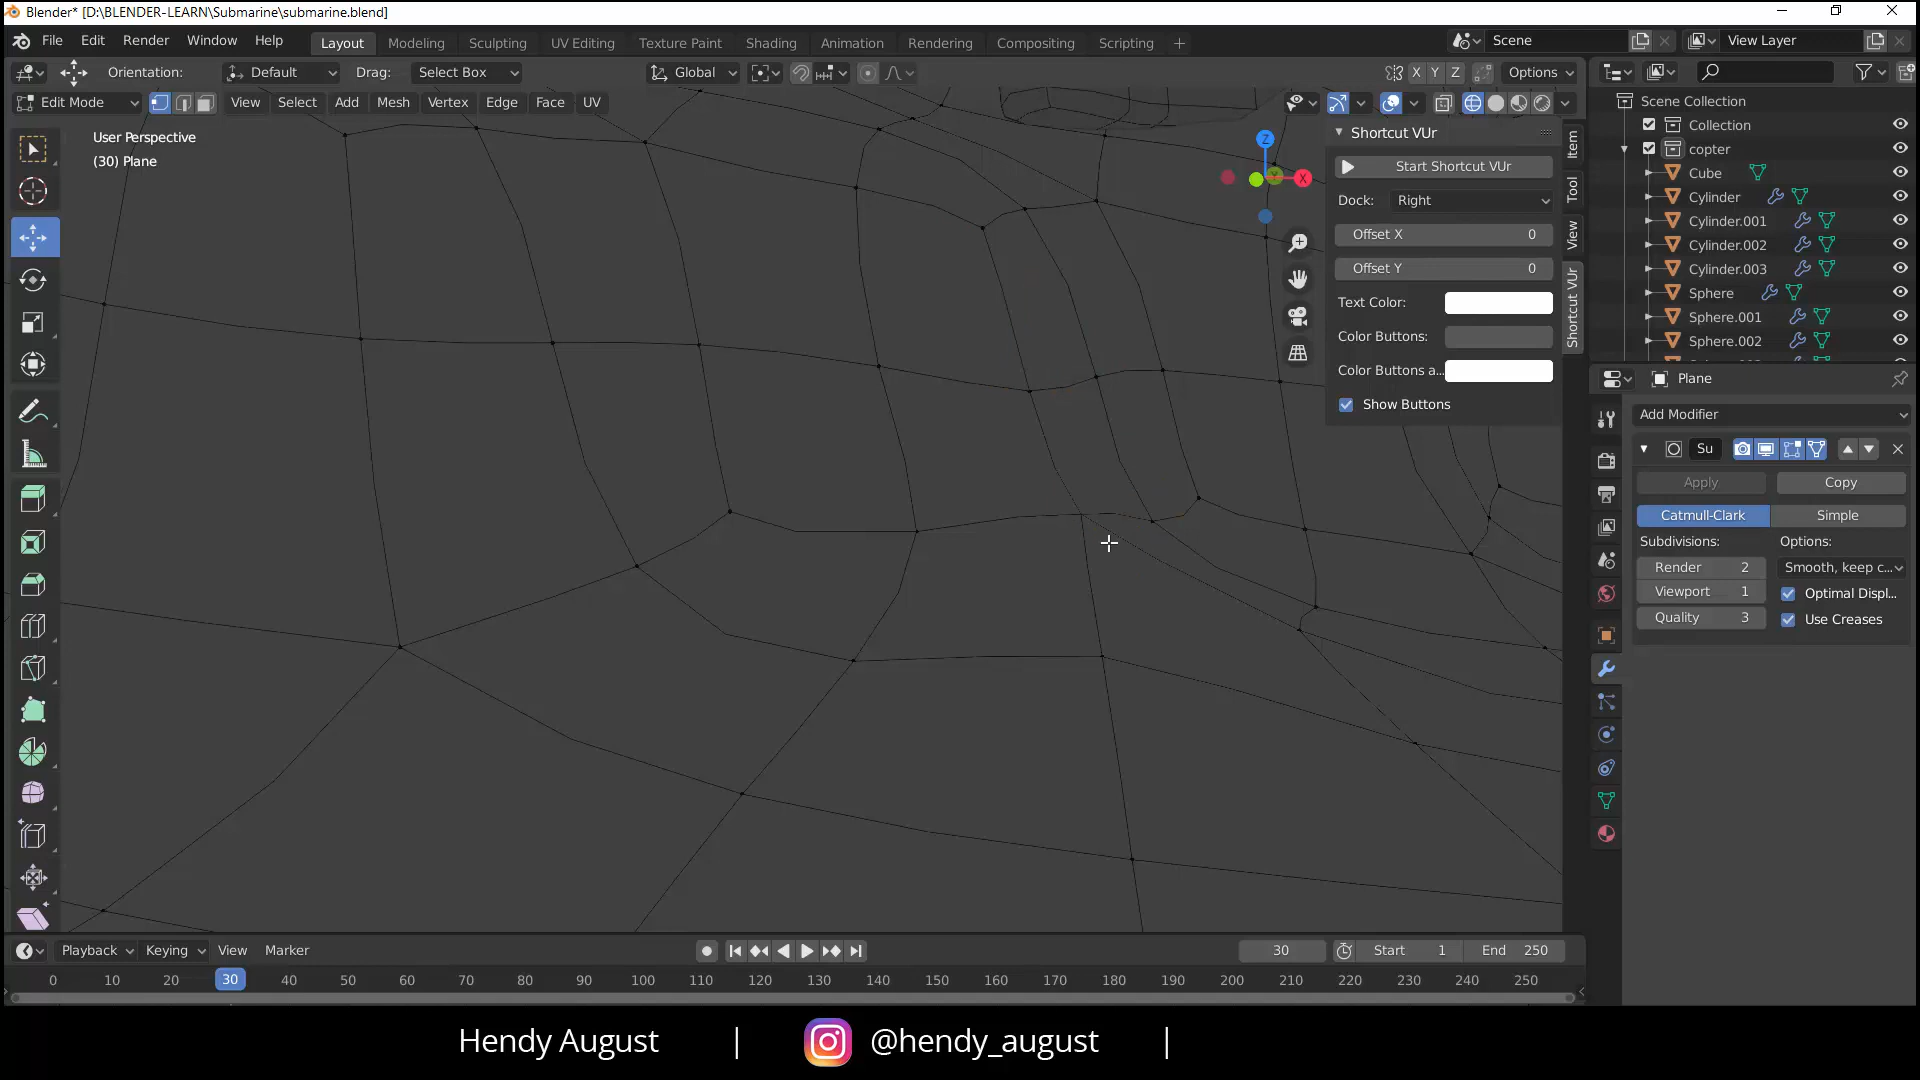 Blender* [D:\BLENDER-LEARN\Submarine\submarine.blend]
File Edit Render Window Help Layout Modeling Sculpting UV Editing Texture Paint Shading Animation Rendering Compositing Scripting + Scene View Layer
Orientation: Default Drag: Select Box Global X Y Z Options
Edit Mode View Select Add Mesh Vertex Edge Face UV
User Perspective
(30) Plane
Z
X
Shortcut VUr
Start Shortcut VUr
Dock: Right
Offset X 0
Offset Y 0
Text Color:
Color Buttons:
Color Buttons a...
Show Buttons
Item
Tool
View
Shortcut VUr
Scene Collection
Collection
copter
Cube
Cylinder
Cylinder.001
Cylinder.002
Cylinder.003
Sphere
Sphere.001
Sphere.002
Plane
Add Modifier
Su
Apply Copy
Catmull-Clark Simple
Subdivisions: Options:
Render 2 Smooth, keep c...
Viewport 1 Optimal Displ...
Quality 3 Use Creases
Playback Keying View Marker 30 Start 1 End 250
0 10 20 30 40 50 60 70 80 90 100 110 120 130 140 150 160 170 180 190 200 210 220 230 240 250
Hendy August | @hendy_august |